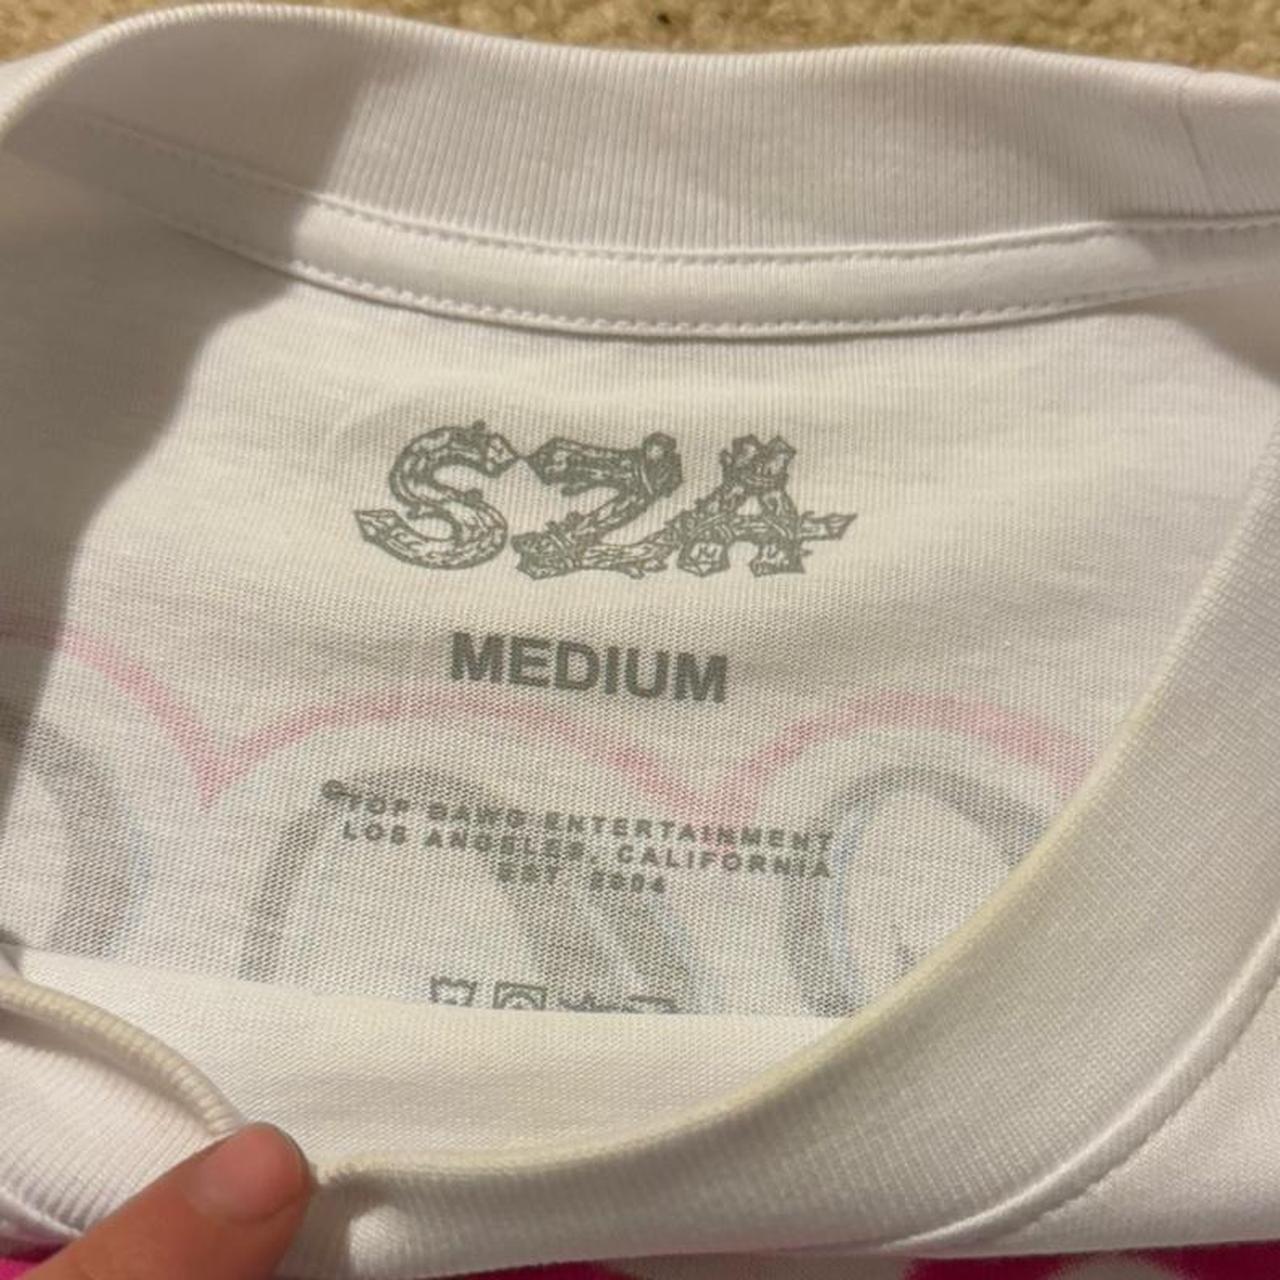 SZA
MEDIUM
©TOP DAWG ENTERTAINMENT
LOS ANGELES, CALIFORNIA
EST. 2004